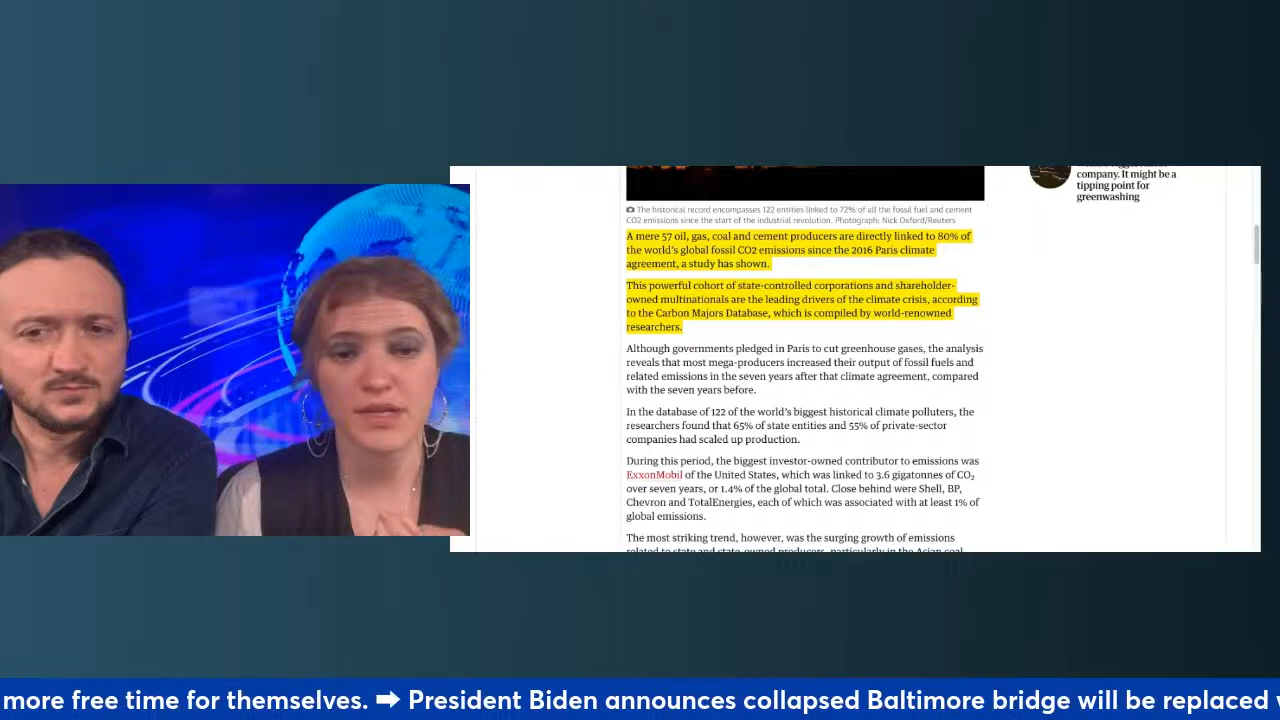 company. It might be a
tipping point for
greenwashing
The historical record encompasses 122 entities linked to 72% of all the fossil fuel and cement
CO2 emissions since the start of the industrial revolution. Photograph: Nick Oxford/Reuters
A mere 57 oil, gas, coal and cement producers are directly linked to 80% of
the world’s global fossil CO2 emissions since the 2016 Paris climate
agreement, a study has shown.
This powerful cohort of state-controlled corporations and shareholder-
owned multinationals are the leading drivers of the climate crisis, according
to the Carbon Majors Database, which is compiled by world-renowned
researchers.
Although governments pledged in Paris to cut greenhouse gases, the analysis
reveals that most mega-producers increased their output of fossil fuels and
related emissions in the seven years after that climate agreement, compared
with the seven years before.
In the database of 122 of the world’s biggest historical climate polluters, the
researchers found that 65% of state entities and 55% of private-sector
companies had scaled up production.
During this period, the biggest investor-owned contributor to emissions was
ExxonMobil of the United States, which was linked to 3.6 gigatonnes of CO₂
over seven years, or 1.4% of the global total. Close behind were Shell, BP,
Chevron and TotalEnergies, each of which was associated with at least 1% of
global emissions.
The most striking trend, however, was the surging growth of emissions
related to state and state-owned producers, particularly in the Asian coal
more free time for themselves. ➡ President Biden announces collapsed Baltimore bridge will be replaced